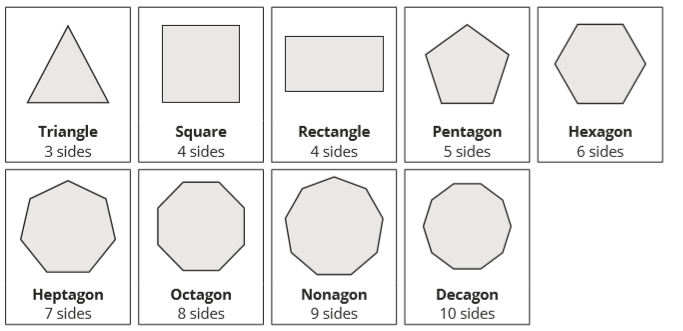 Triangle
3 sides
Square
4 sides
Rectangle
4 sides
Pentagon
5 sides
Hexagon
6 sides
Heptagon
7 sides
Octagon
8 sides
Nonagon
9 sides
Decagon
10 sides